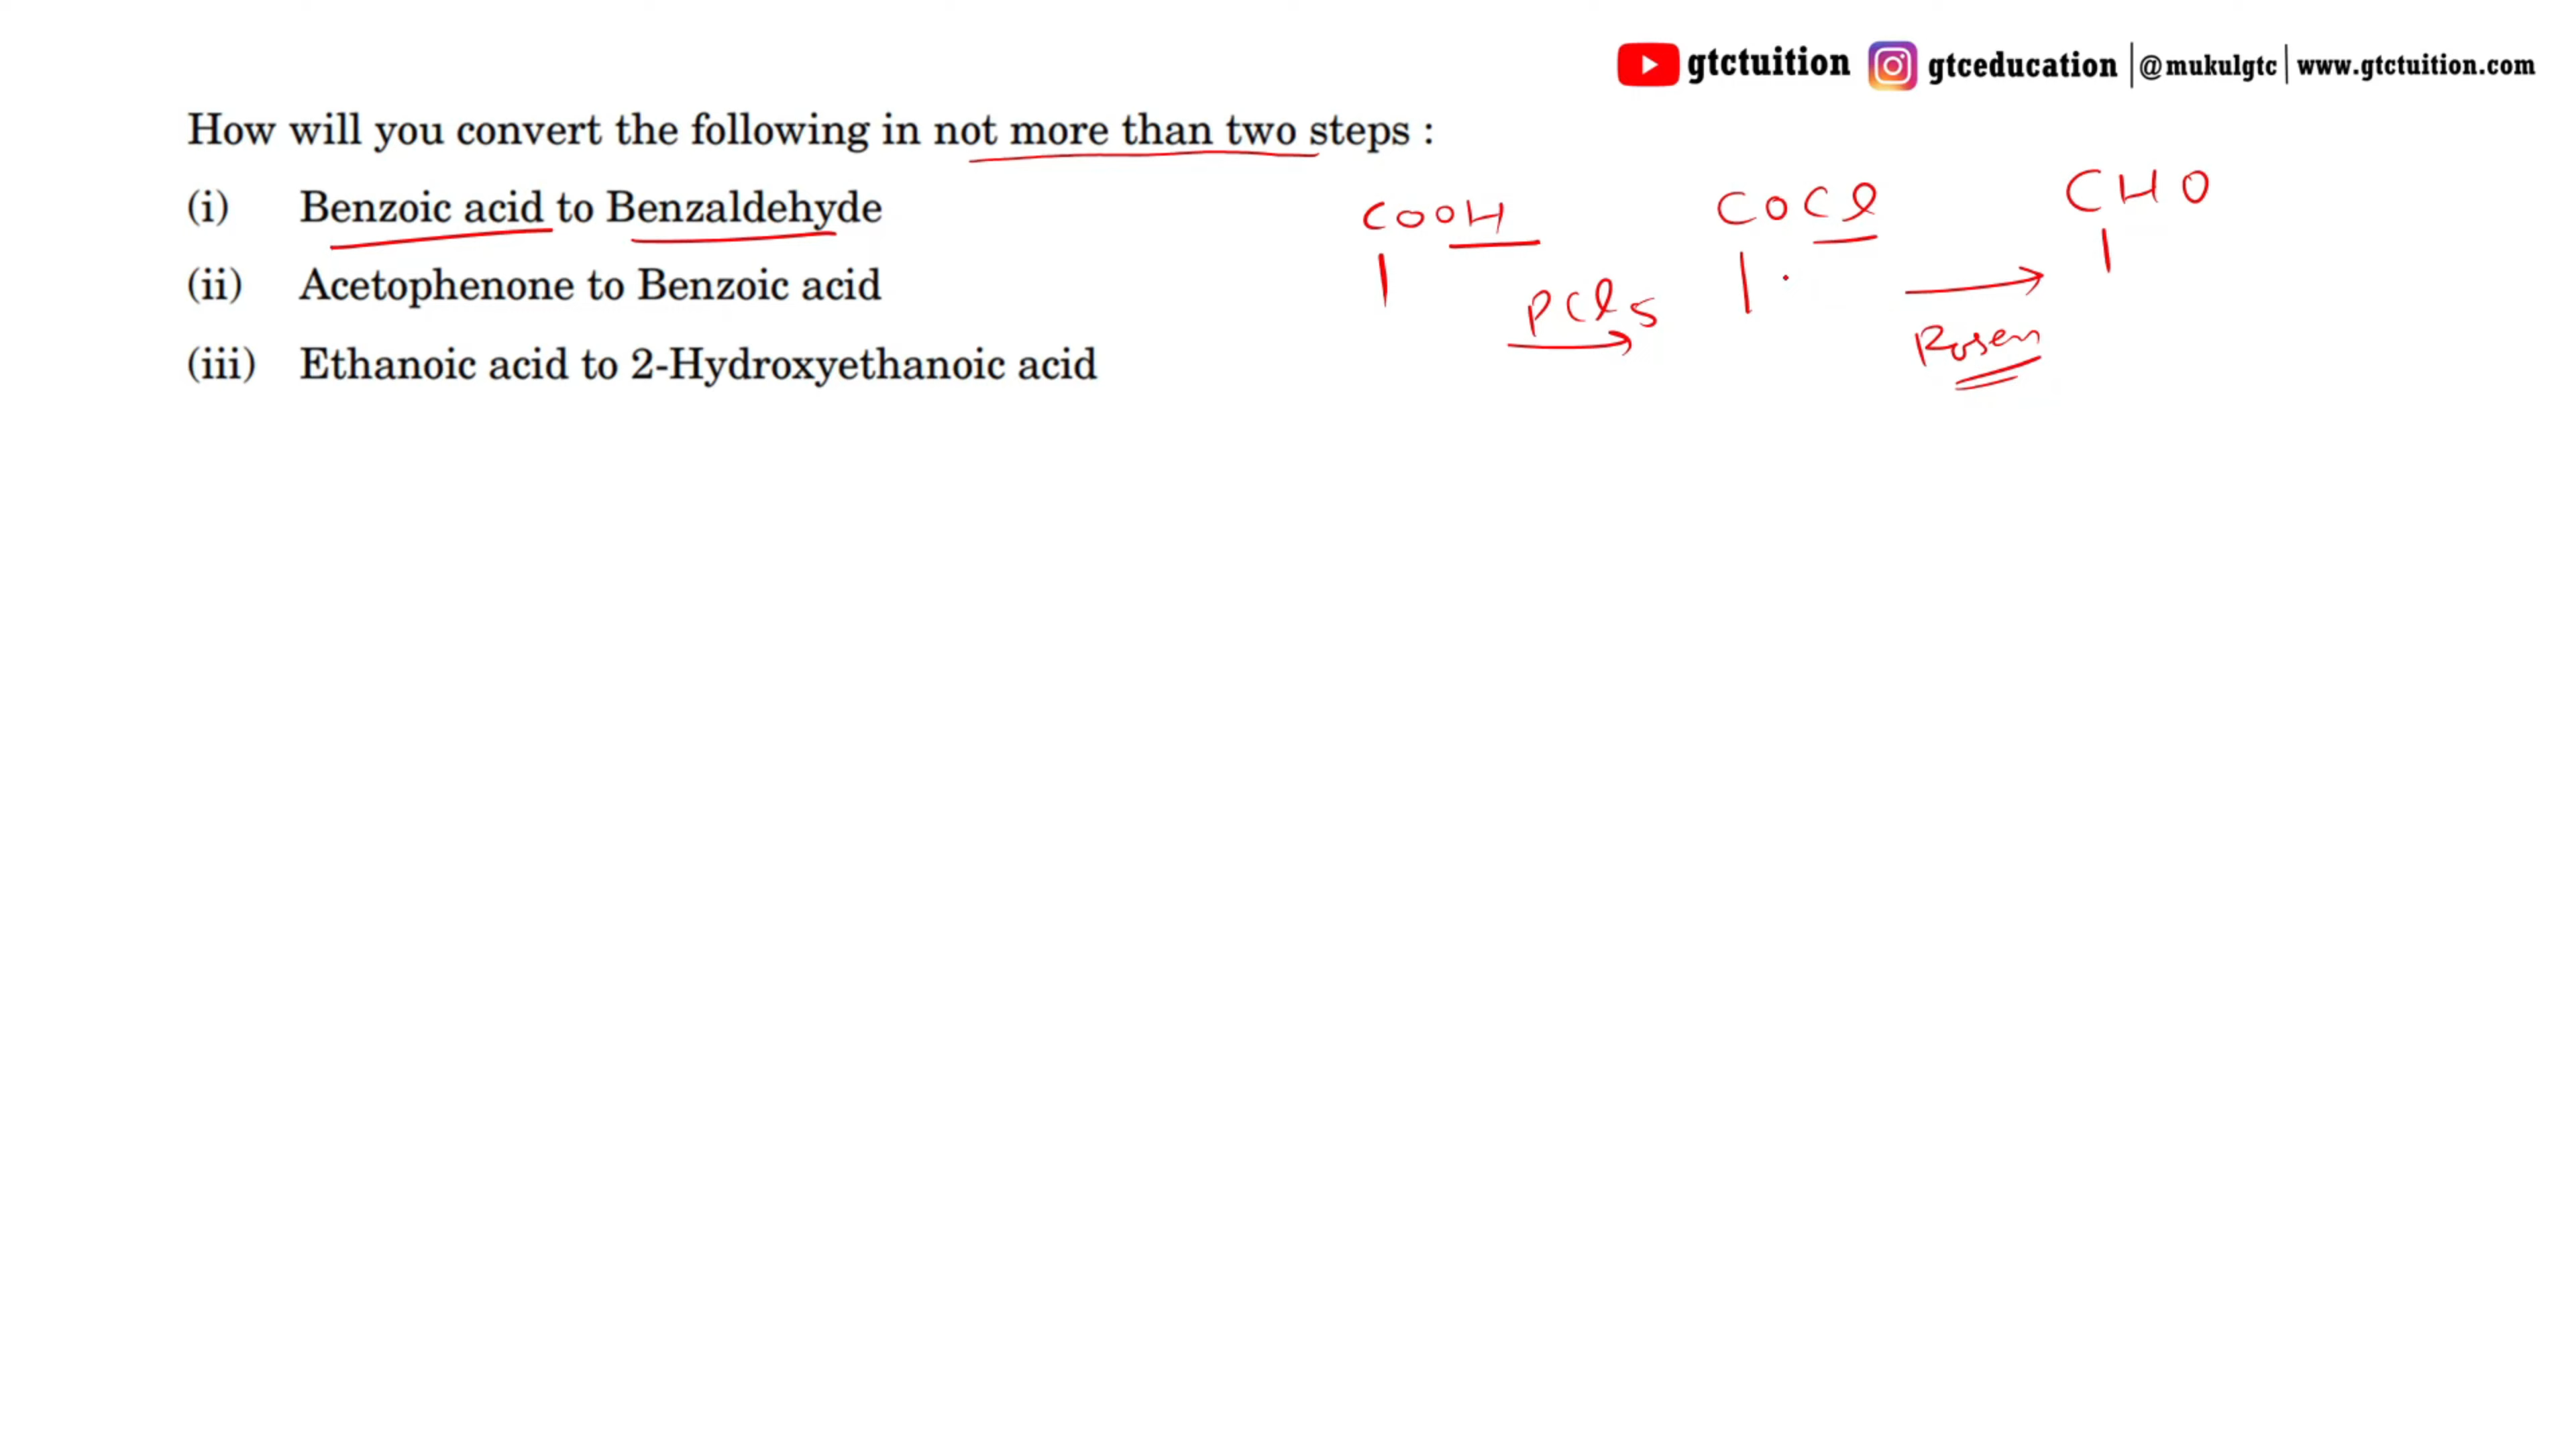 gtctuition gtceducation |@mukulgtc| www.gtctuition.com
How will you convert the following in not more than two steps :
(i) Benzoic acid to Benzaldehyde
(ii) Acetophenone to Benzoic acid
(iii) Ethanoic acid to 2-Hydroxyethanoic acid
COOH COCl CHO
PCl5
Rosen